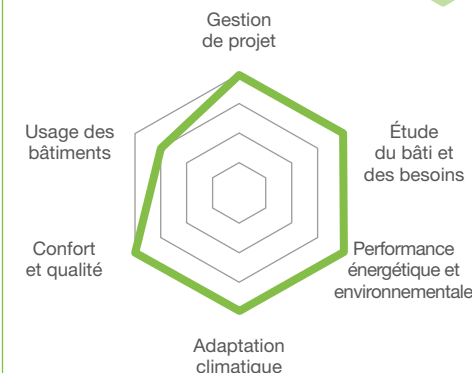 Gestion
de projet
Usage des
bâtiments
Étude
du bâti et
des besoins
Confort
et qualité
Performance
énergétique et
environnementale
Adaptation
climatique